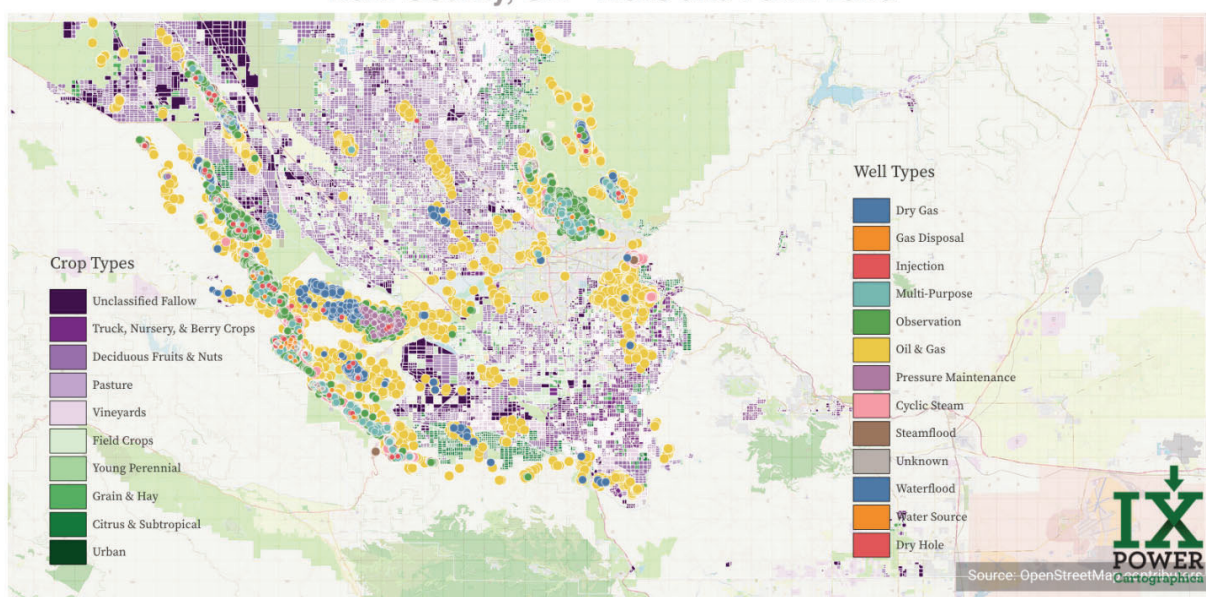 Crop Types
Unclassified Fallow
Truck, Nursery, & Berry Crops
Deciduous Fruits & Nuts
Pasture
Vineyards
Field Crops
Young Perennial
Grain & Hay
Citrus & Subtropical
Urban
Well Types
Dry Gas
Gas Disposal
Injection
Multi-Purpose
Observation
Oil & Gas
Pressure Maintenance
Cyclic Steam
Steamflood
Unknown
Waterflood
Water Source
Dry Hole
IX
POWER
Cartographica
Source: OpenStreetMap contributors